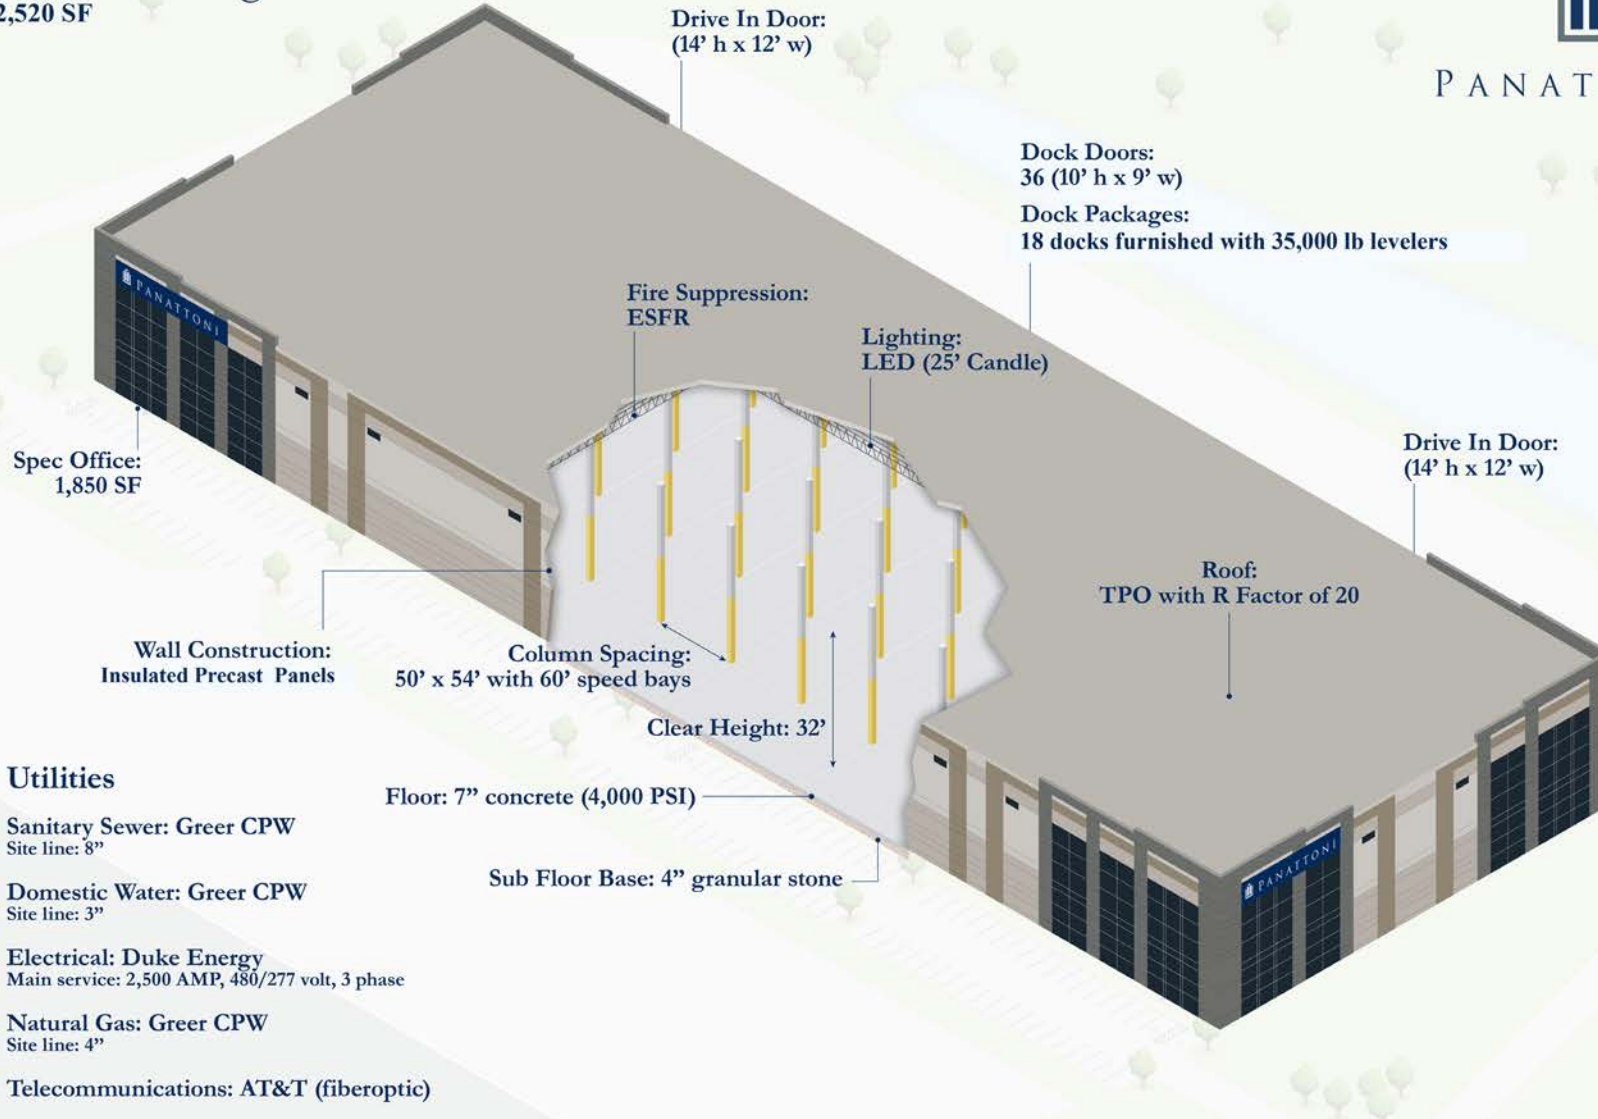 2,520 SF
Drive In Door:
(14’ h x 12’ w)
PANAT
Dock Doors:
36 (10’ h x 9’ w)
Dock Packages:
18 docks furnished with 35,000 lb levelers
PANATTONI
Fire Suppression:
ESFR
Lighting:
LED (25’ Candle)
Spec Office:
1,850 SF
Drive In Door:
(14’ h x 12’ w)
Roof:
TPO with R Factor of 20
Wall Construction:
Insulated Precast Panels
Column Spacing:
50’ x 54’ with 60’ speed bays
Clear Height: 32’
Floor: 7” concrete (4,000 PSI)
Sub Floor Base: 4” granular stone
PANATTONI
Utilities
Sanitary Sewer: Greer CPW
Site line: 8”
Domestic Water: Greer CPW
Site line: 3”
Electrical: Duke Energy
Main service: 2,500 AMP, 480/277 volt, 3 phase
Natural Gas: Greer CPW
Site line: 4”
Telecommunications: AT&T (fiberoptic)